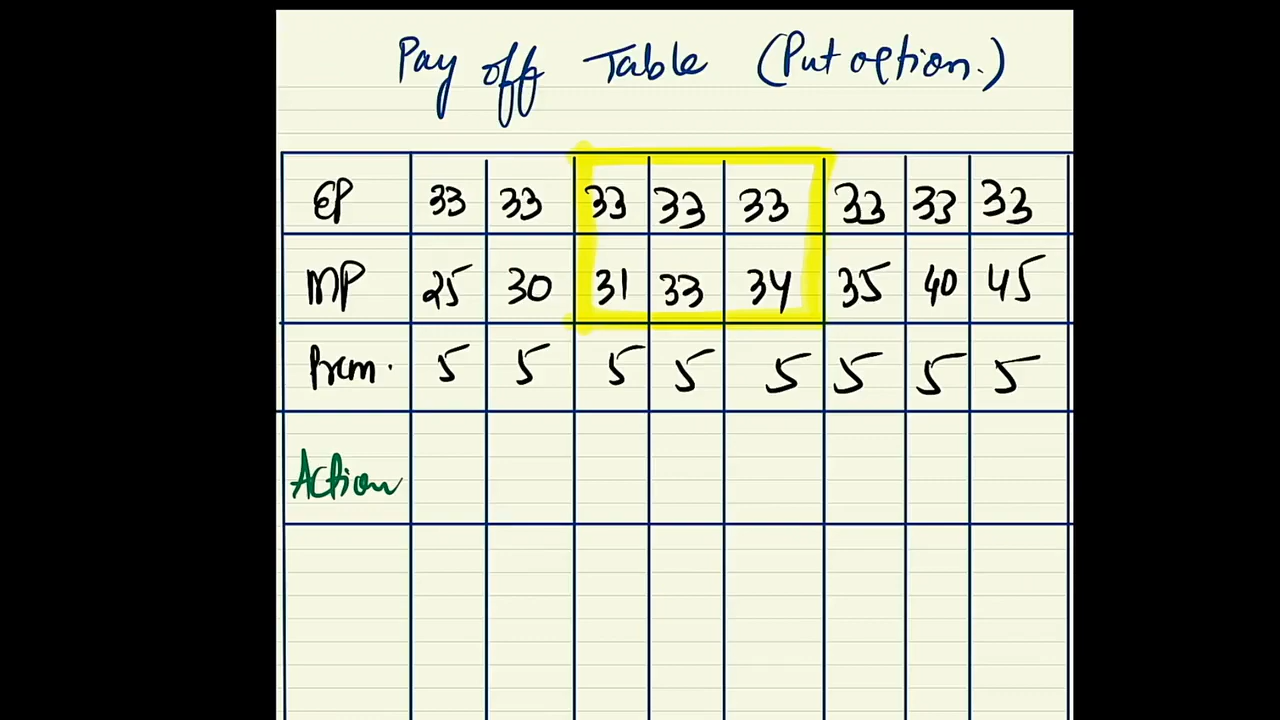 Pay off Table (Put option.)
EP 33 33 33 33 33 33 33 33
MP 25 30 31 33 34 35 40 45
Prem. 5 5 5 5 5 5 5 5
Action